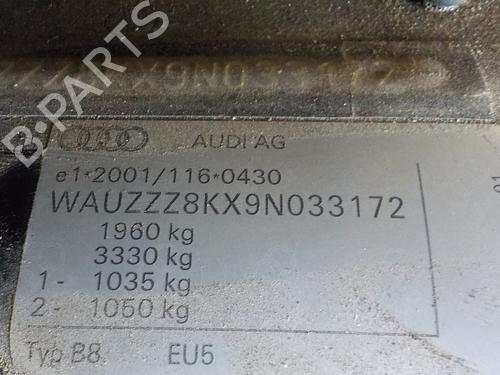 X9N033172
B-PARTS
AUDI AG
e1*2001/116*0430
WAUZZZ8KX9N033172
1960 kg
3330 kg
1- 1035 kg
2- 1050 kg
Typ B8 EU5